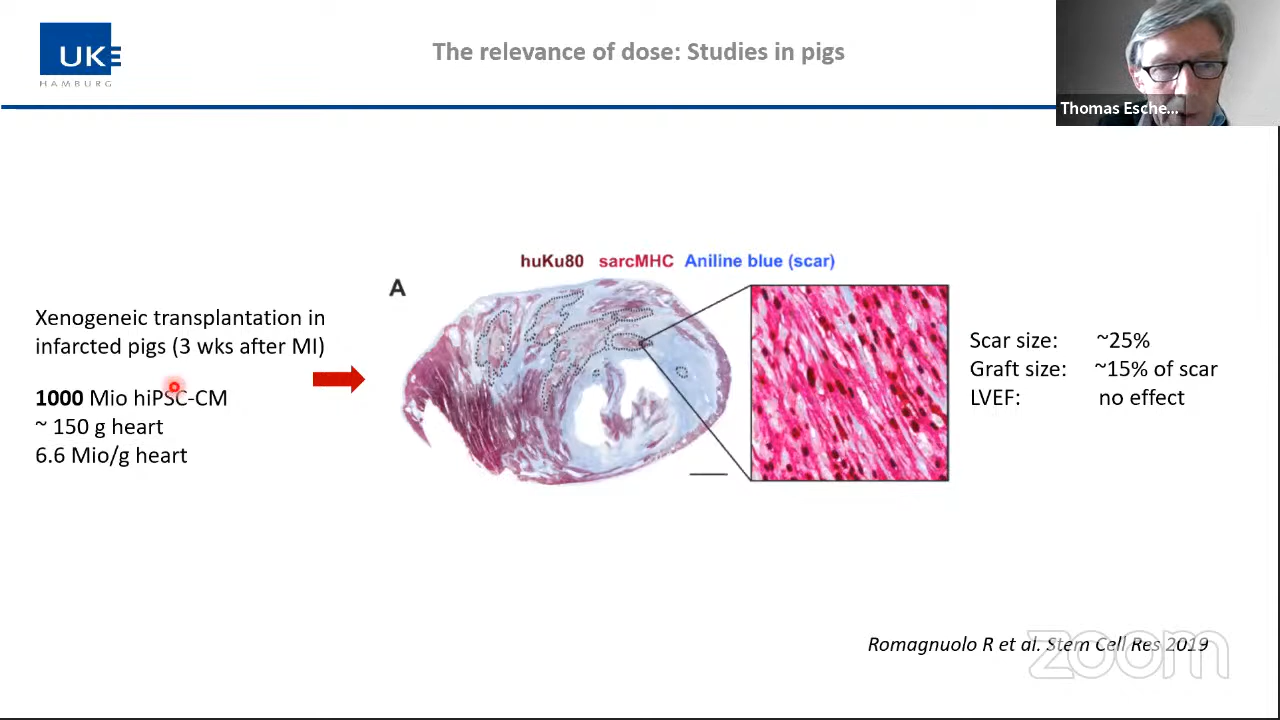 UKE
HAMBURG
The relevance of dose: Studies in pigs
Thomas Esche...
huKu80 sarcMHC Aniline blue (scar)
A
Xenogeneic transplantation in
infarcted pigs (3 wks after MI)
1000 Mio hiPSC-CM
~ 150 g heart
6.6 Mio/g heart
Scar size: ~25%
Graft size: ~15% of scar
LVEF: no effect
Romagnuolo R et al. Stem Cell Res 2019
zoom